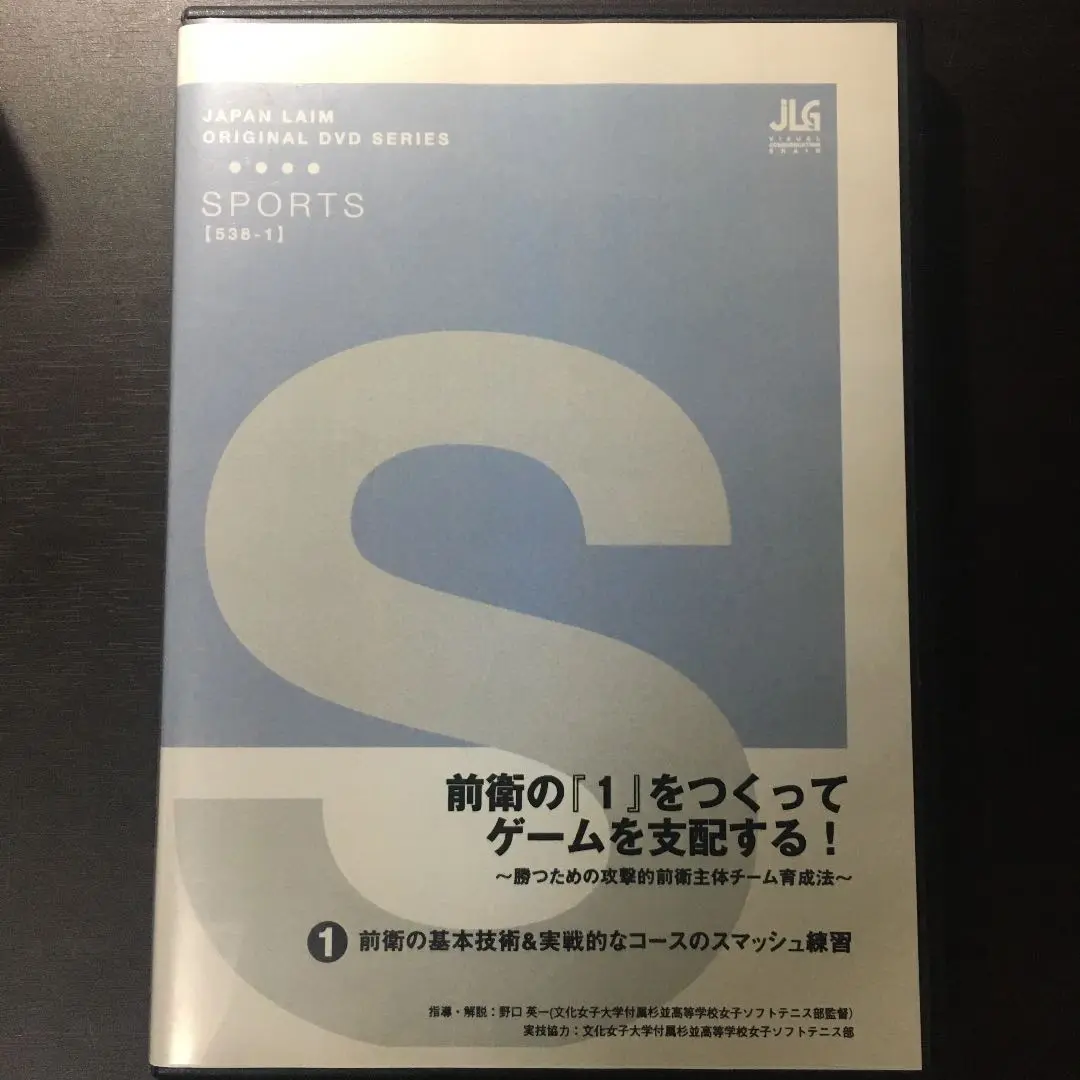 JAPAN LAIM
ORIGINAL DVD SERIES
SPORTS
【538-1】
JLG
VISUAL
COMMUNICATION
BRAIN
S
前衛の『1』をつくって
ゲームを支配する！
～勝つための攻撃的前衛主体チーム育成法～
❶ 前衛の基本技術&実戦的なコースのスマッシュ練習
指導・解説：野口 英一(文化女子大学付属杉並高等学校女子ソフトテニス部監督)
実技協力：文化女子大学付属杉並高等学校女子ソフトテニス部